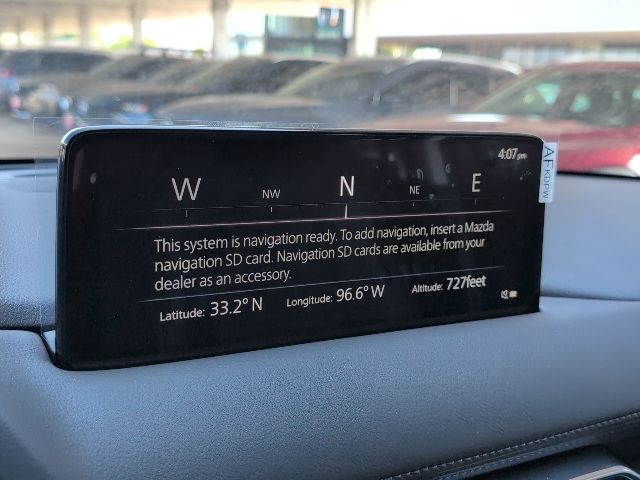 4:07 pm
W NW N NE E
This system is navigation ready. To add navigation, insert a Mazda
navigation SD card. Navigation SD cards are available from your
dealer as an accessory.
Latitude: 33.2° N Longitude: 96.6° W Altitude: 727feet